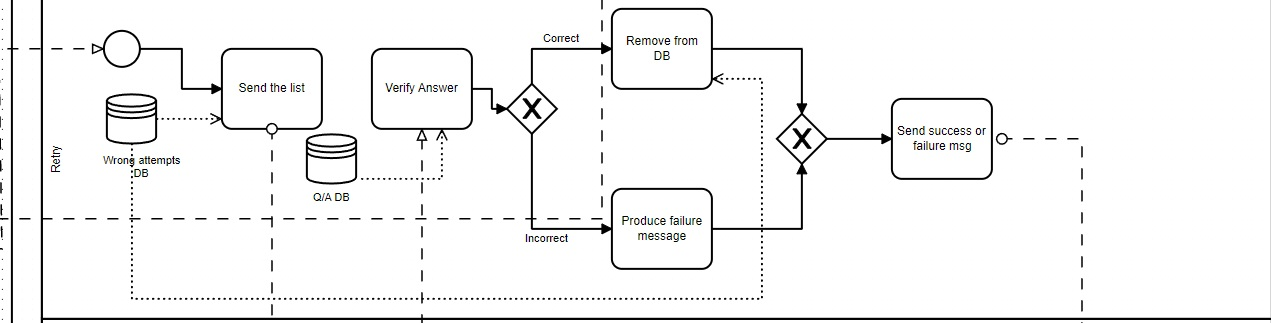 Retry
Send the list
Wrong attempts
DB
Q/A DB
Verify Answer
Correct
Incorrect
Remove from
DB
Produce failure
message
Send success or
failure msg